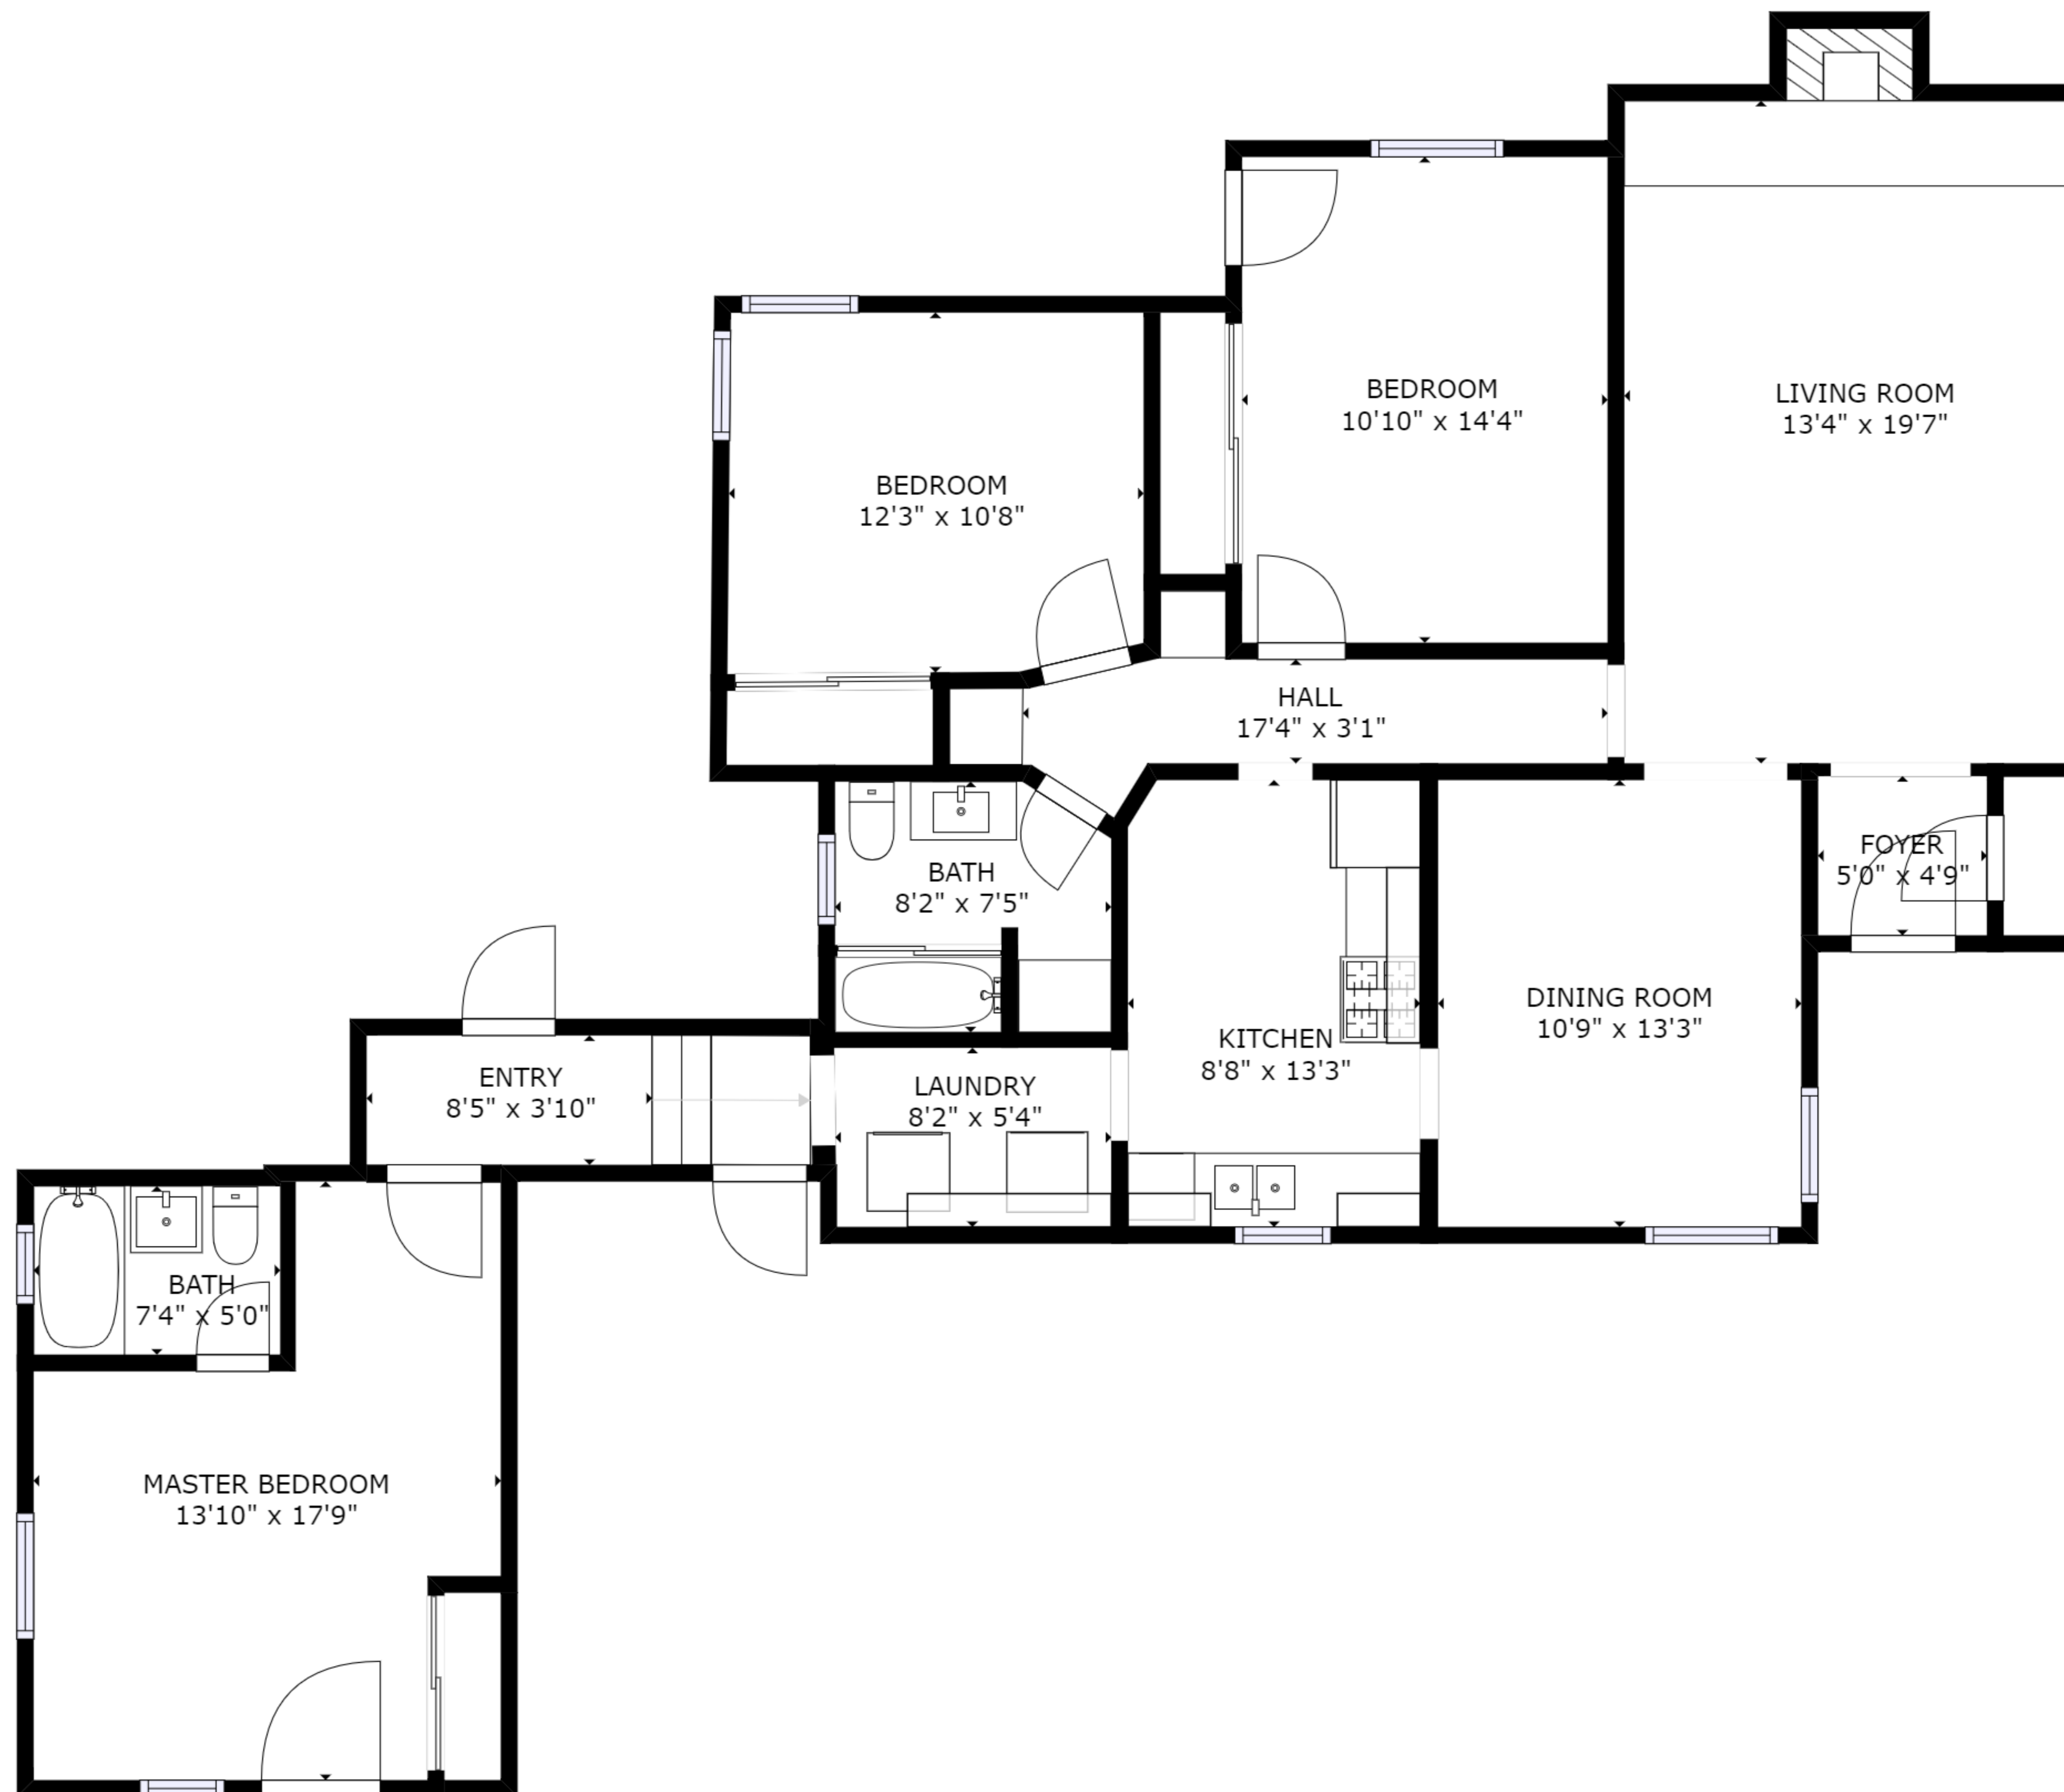 BEDROOM
10'10" x 14'4"
LIVING ROOM
13'4" x 19'7"
BEDROOM
12'3" x 10'8"
HALL
17'4" x 3'1"
FOYER
5'0" x 4'9"
BATH
8'2" x 7'5"
DINING ROOM
10'9" x 13'3"
KITCHEN
8'8" x 13'3"
ENTRY
8'5" x 3'10"
LAUNDRY
8'2" x 5'4"
BATH
7'4" x 5'0"
MASTER BEDROOM
13'10" x 17'9"